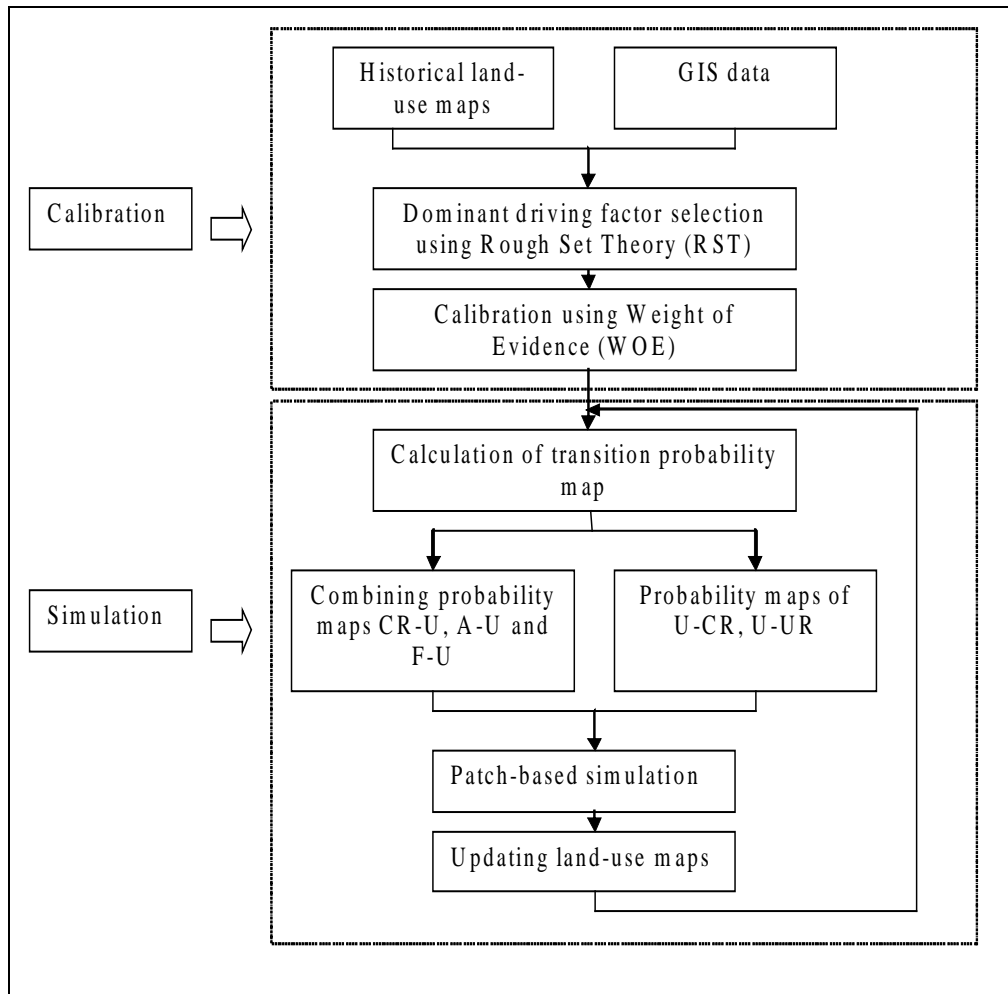 Historical land-
use maps
GIS data
Calibration
Dominant driving factor selection
using Rough Set Theory (RST)
Calibration using Weight of
Evidence (WOE)
Calculation of transition probability
map
Simulation
Combining probability
maps CR-U, A-U and
F-U
Probability maps of
U-CR, U-UR
Patch-based simulation
Updating land-use maps